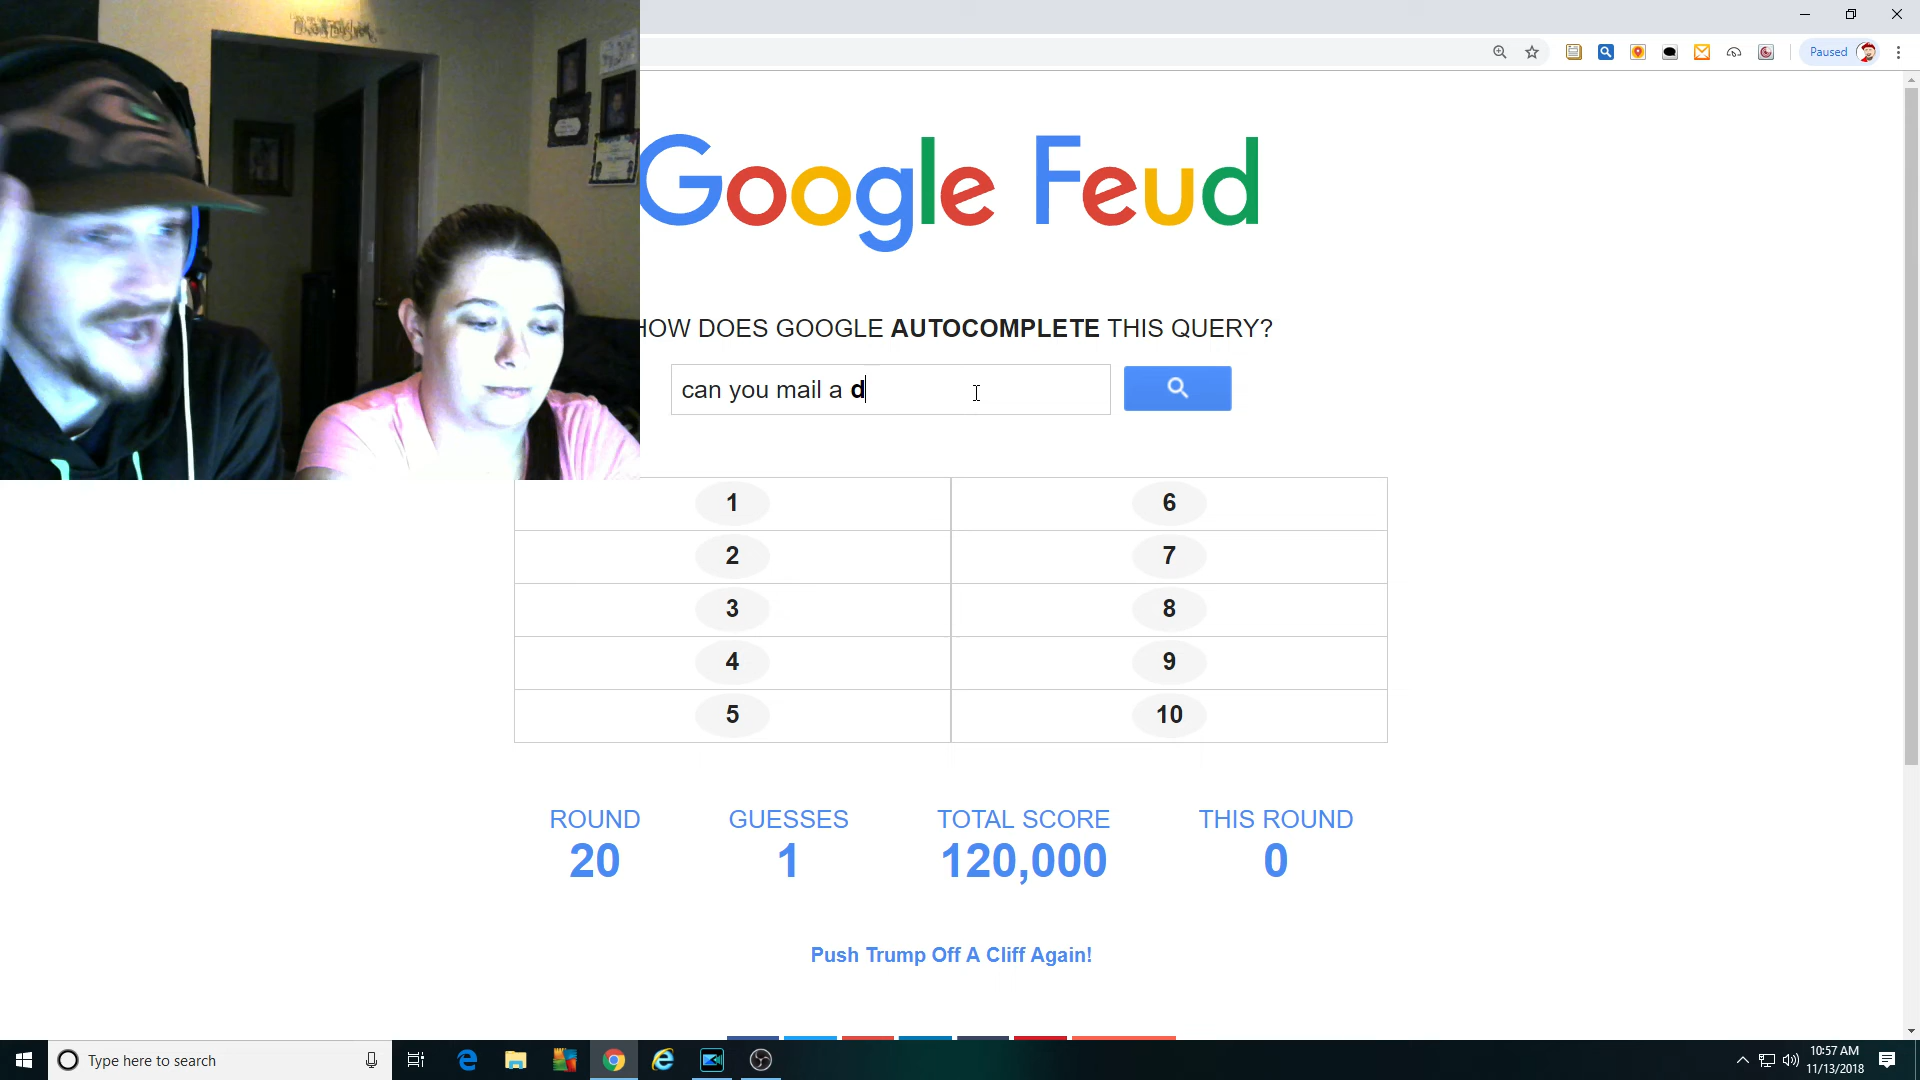 Paused
Google Feud
HOW DOES GOOGLE AUTOCOMPLETE THIS QUERY?
can you mail a d
1 6
2 7
3 8
4 9
5 10
ROUND GUESSES TOTAL SCORE THIS ROUND
20 1 120,000 0
Push Trump Off A Cliff Again!
Type here to search
10:57 AM
11/13/2018